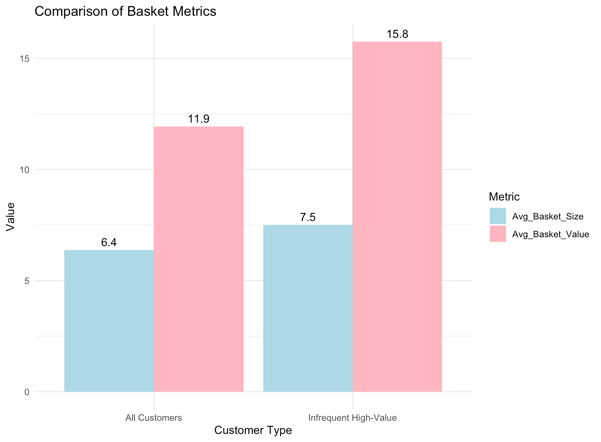 Comparison of Basket Metrics
Value
15
10
5
0
6.4
11.9
7.5
15.8
All Customers
Infrequent High-Value
Customer Type
Metric
Avg_Basket_Size
Avg_Basket_Value